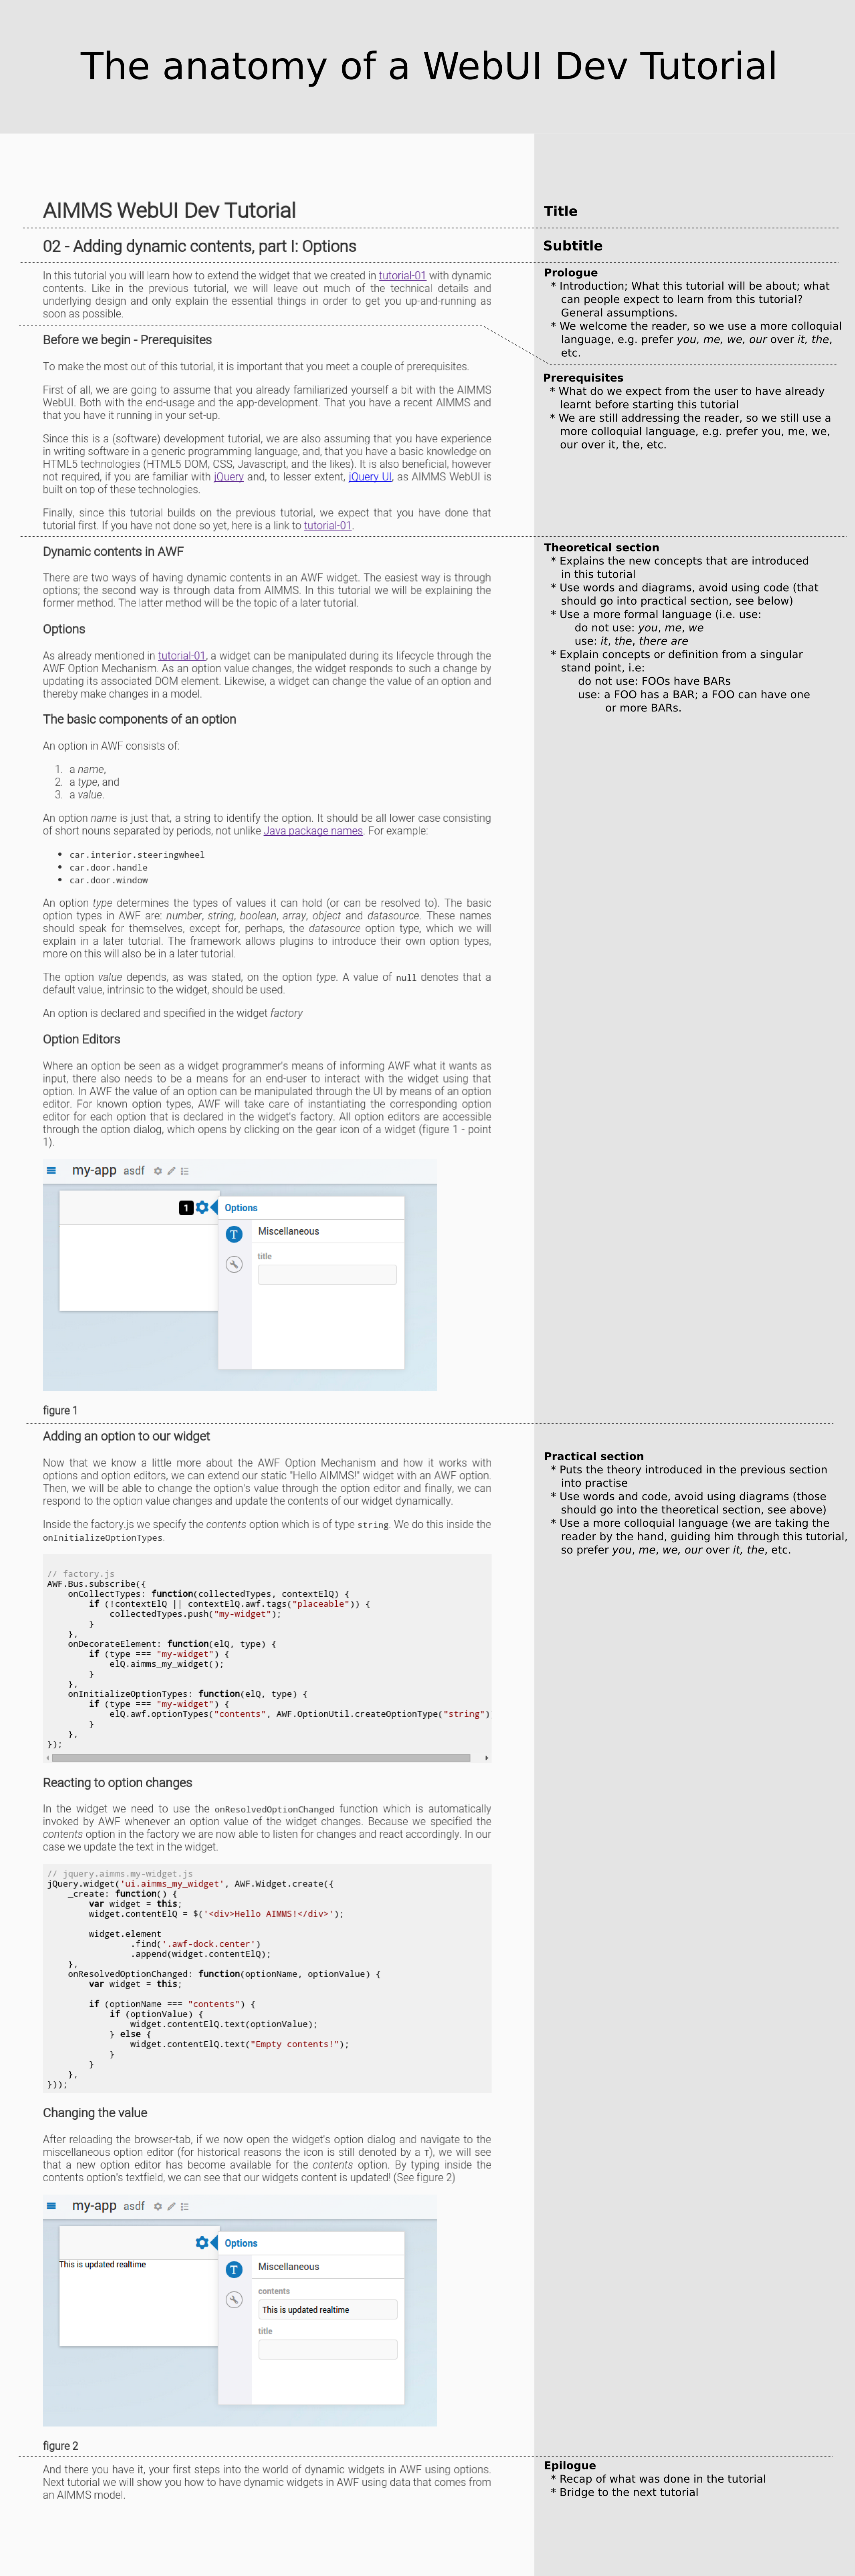 The anatomy of a WebUI Dev Tutorial
AIMMS WebUI Dev Tutorial
Title
02 - Adding dynamic contents, part I: Options
Subtitle
In this tutorial you will learn how to extend the widget that we created in tutorial-01 with dynamic
contents. Like in the previous tutorial, we will leave out much of the technical details and
underlying design and only explain the essential things in order to get you up-and-running as
soon as possible.
Prologue
* Introduction; What this tutorial will be about; what
can people expect to learn from this tutorial?
General assumptions.
* We welcome the reader, so we use a more colloquial
language, e.g. prefer you, me, we, our over it, the,
etc.
Before we begin - Prerequisites
To make the most out of this tutorial, it is important that you meet a couple of prerequisites.
First of all, we are going to assume that you already familiarized yourself a bit with the AIMMS
WebUI. Both with the end-usage and the app-development. That you have a recent AIMMS and
that you have it running in your set-up.
Since this is a (software) development tutorial, we are also assuming that you have experience
in writing software in a generic programming language, and, that you have a basic knowledge on
HTML5 technologies (HTML5 DOM, CSS, Javascript, and the likes). It is also beneficial, however
not required, if you are familiar with jQuery and, to lesser extent, jQuery UI, as AIMMS WebUI is
built on top of these technologies.
Finally, since this tutorial builds on the previous tutorial, we expect that you have done that
tutorial first. If you have not done so yet, here is a link to tutorial-01.
Prerequisites
* What do we expect from the user to have already
learnt before starting this tutorial
* We are still addressing the reader, so we still use a
more colloquial language, e.g. prefer you, me, we,
our over it, the, etc.
Dynamic contents in AWF
There are two ways of having dynamic contents in an AWF widget. The easiest way is through
options; the second way is through data from AIMMS. In this tutorial we will be explaining the
former method. The latter method will be the topic of a later tutorial.
Options
As already mentioned in tutorial-01, a widget can be manipulated during its lifecycle through the
AWF Option Mechanism. As an option value changes, the widget responds to such a change by
updating its associated DOM element. Likewise, a widget can change the value of an option and
thereby make changes in a model.
The basic components of an option
An option in AWF consists of:
1. a name,
2. a type, and
3. a value.
An option name is just that, a string to identify the option. It should be all lower case consisting
of short nouns separated by periods, not unlike Java package names. For example:
• car.interior.steeringwheel
• car.door.handle
• car.door.window
An option type determines the types of values it can hold (or can be resolved to). The basic
option types in AWF are: number, string, boolean, array, object and datasource. These names
should speak for themselves, except for, perhaps, the datasource option type, which we will
explain in a later tutorial. The framework allows plugins to introduce their own option types,
more on this will also be in a later tutorial.
The option value depends, as was stated, on the option type. A value of null denotes that a
default value, intrinsic to the widget, should be used.
An option is declared and specified in the widget factory
Option Editors
Where an option be seen as a widget programmer's means of informing AWF what it wants as
input, there also needs to be a means for an end-user to interact with the widget using that
option. In AWF the value of an option can be manipulated through the UI by means of an option
editor. For known option types, AWF will take care of instantiating the corresponding option
editor for each option that is declared in the widget's factory. All option editors are accessible
through the option dialog, which opens by clicking on the gear icon of a widget (figure 1 - point
1).
my-app asdf
1
Options
T
Miscellaneous
title
figure 1
Theoretical section
* Explains the new concepts that are introduced
in this tutorial
* Use words and diagrams, avoid using code (that
should go into practical section, see below)
* Use a more formal language (i.e. use:
do not use: you, me, we
use: it, the, there are
* Explain concepts or definition from a singular
stand point, i.e:
do not use: FOOs have BARs
use: a FOO has a BAR; a FOO can have one
or more BARs.
Adding an option to our widget
Now that we know a little more about the AWF Option Mechanism and how it works with
options and option editors, we can extend our static "Hello AIMMS!" widget with an AWF option.
Then, we will be able to change the option's value through the option editor and finally, we can
respond to the option value changes and update the contents of our widget dynamically.
Inside the factory.js we specify the contents option which is of type string. We do this inside the
onInitializeOptionTypes.
// factory.js
AWF.Bus.subscribe({
onCollectTypes: function(collectedTypes, contextElQ) {
if (!contextElQ || contextElQ.awf.tags("placeable")) {
collectedTypes.push("my-widget");
}
},
onDecorateElement: function(elQ, type) {
if (type === "my-widget") {
elQ.aimms_my_widget();
}
},
onInitializeOptionTypes: function(elQ, type) {
if (type === "my-widget") {
elQ.awf.optionTypes("contents", AWF.OptionUtil.createOptionType("string")
}
},
});
Reacting to option changes
In the widget we need to use the onResolvedOptionChanged function which is automatically
invoked by AWF whenever an option value of the widget changes. Because we specified the
contents option in the factory we are now able to listen for changes and react accordingly. In our
case we update the text in the widget.
// jquery.aimms.my-widget.js
jQuery.widget('ui.aimms_my_widget', AWF.Widget.create({
_create: function() {
var widget = this;
widget.contentElQ = $('<div>Hello AIMMS!</div>');
widget.element
.find('.awf-dock.center')
.append(widget.contentElQ);
},
onResolvedOptionChanged: function(optionName, optionValue) {
var widget = this;
if (optionName === "contents") {
if (optionValue) {
widget.contentElQ.text(optionValue);
} else {
widget.contentElQ.text("Empty contents!");
}
}
},
}));
Changing the value
After reloading the browser-tab, if we now open the widget's option dialog and navigate to the
miscellaneous option editor (for historical reasons the icon is still denoted by a T), we will see
that a new option editor has become available for the contents option. By typing inside the
contents option's textfield, we can see that our widgets content is updated! (See figure 2)
my-app asdf
This is updated realtime
Options
T
Miscellaneous
contents
This is updated realtime
title
figure 2
Practical section
* Puts the theory introduced in the previous section
into practise
* Use words and code, avoid using diagrams (those
should go into the theoretical section, see above)
* Use a more colloquial language (we are taking the
reader by the hand, guiding him through this tutorial,
so prefer you, me, we, our over it, the, etc.
And there you have it, your first steps into the world of dynamic widgets in AWF using options.
Next tutorial we will show you how to have dynamic widgets in AWF using data that comes from
an AIMMS model.
Epilogue
* Recap of what was done in the tutorial
* Bridge to the next tutorial